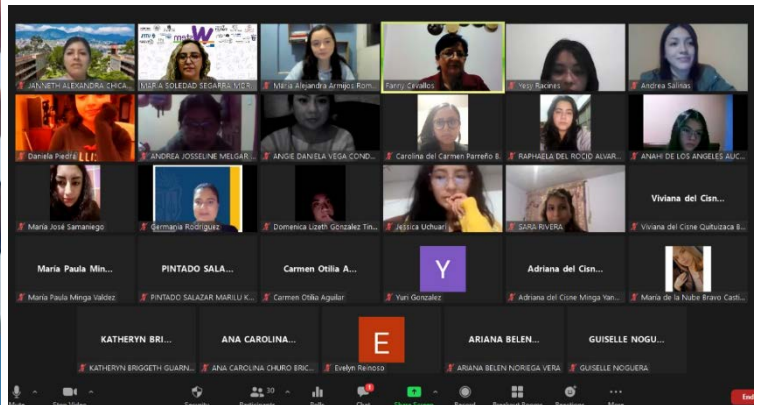 JANNETH ALEXANDRA CHICA...
MARIA SOLEDAD SEGARRA MOR...
María Alejandra Armijos Rom...
Fanny Cevallos
Yesy Racines
Andrea Salinas
Daniela Piedra
ANDREA JOSSELINE MELGAR
ANGIE DANIELA VEGA COND...
Carolina del Carmen Parreño B.
RAPHAELA DEL ROCIO ALVAR...
ANAHI DE LOS ANGELES AUC...
María José Samaniego
Germania Rodriguez
Domenica Lizeth González Tin...
Jessica Uchuari
SARA RIVERA
Viviana del Cisn...
Viviana del Cisne Quituizaca B...
María Paula Min...
María Paula Minga Valdez
PINTADO SALA...
PINTADO SALAZAR MARILU K...
Carmen Otilia A...
Carmen Otilia Aguilar
Y
Yuri Gonzalez
Adriana del Cisn...
Adriana del Cisne Minga Yan...
María de la Nube Bravo Casti...
KATHERYN BRI...
KATHERYN BRIGGETH GUARN...
ANA CAROLINA...
ANA CAROLINA CHURO BRIC...
E
Evelyn Reinoso
ARIANA BELEN...
ARIANA BELEN NORIEGA VERA
GUISELLE NOGU...
GUISELLE NOGUERA
30
1
End